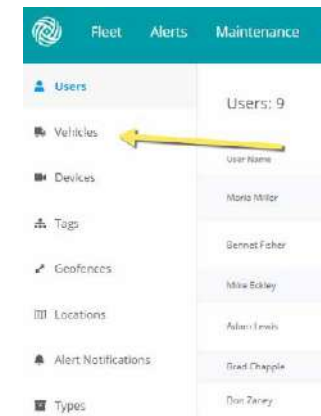 Fleet Alerts Maintenance
Users
Vehicles
Devices
Tags
Geofences
Locations
Alert Notifications
Types
Users: 9
User Name
Maria Miller
Bennet Fisher
Mike Eckley
Adam Lewis
Brad Chapple
Don Zaney